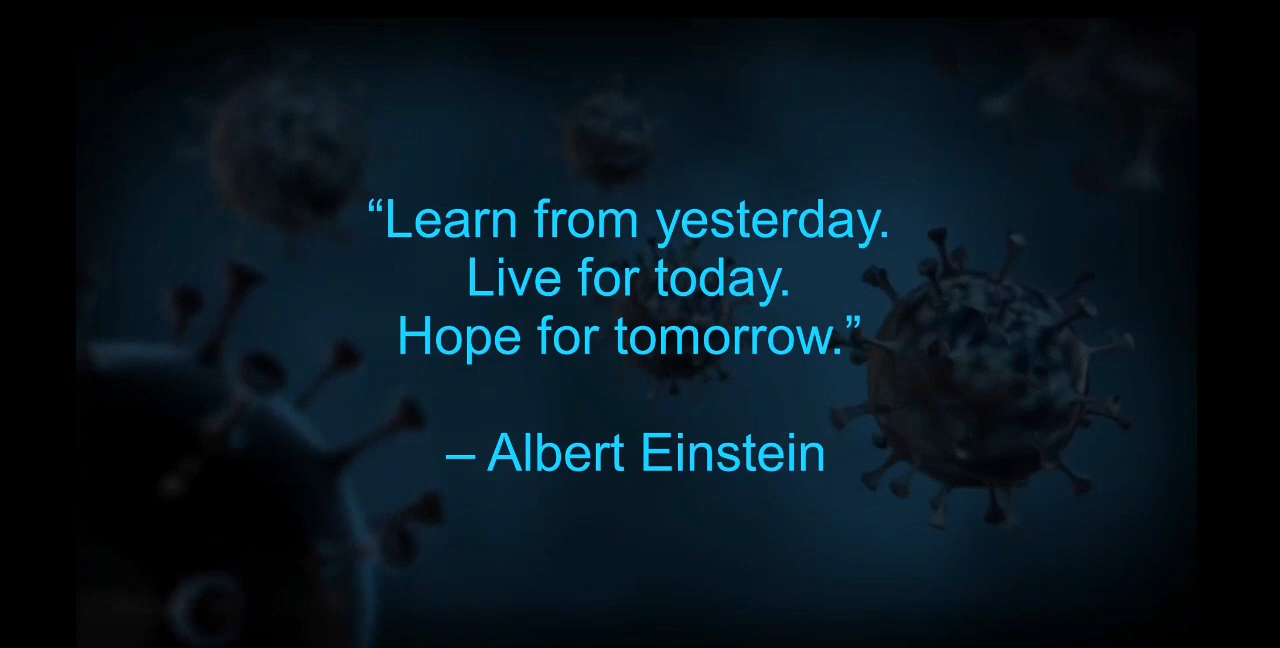 “Learn from yesterday.
Live for today.
Hope for tomorrow.”
– Albert Einstein